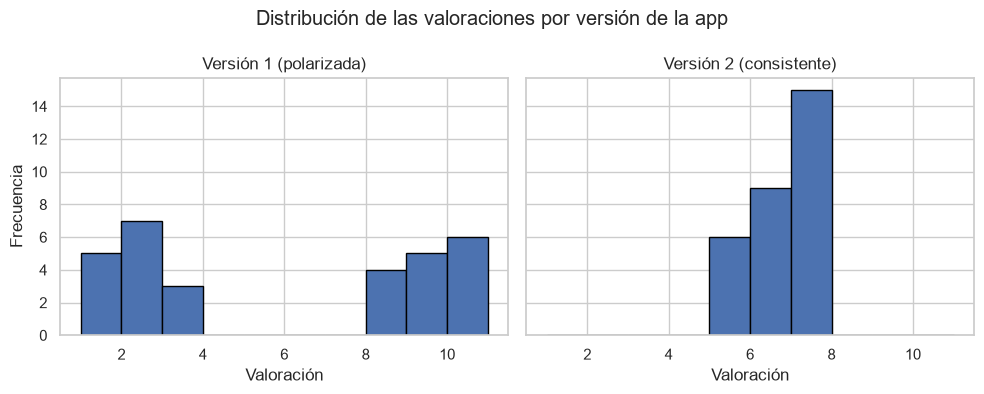 Distribución de las valoraciones por versión de la app
Versión 1 (polarizada)
Versión 2 (consistente)
Frecuencia
14
12
10
8
6
4
2
0
2 4 6 8 10
2 4 6 8 10
Valoración
Valoración